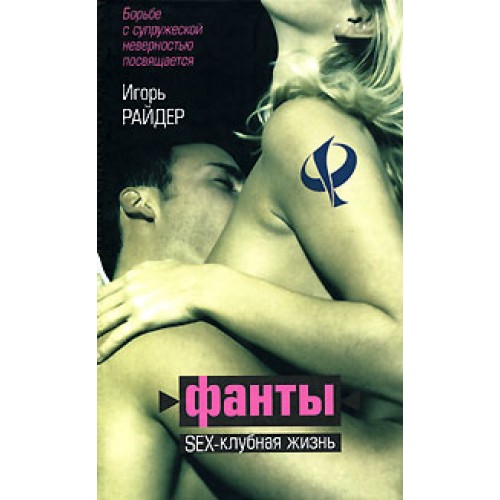 Борьбе
с супружеской
неверностью
посвящается
Игорь
РАЙДЕР
фанты
SEX-клубная жизнь